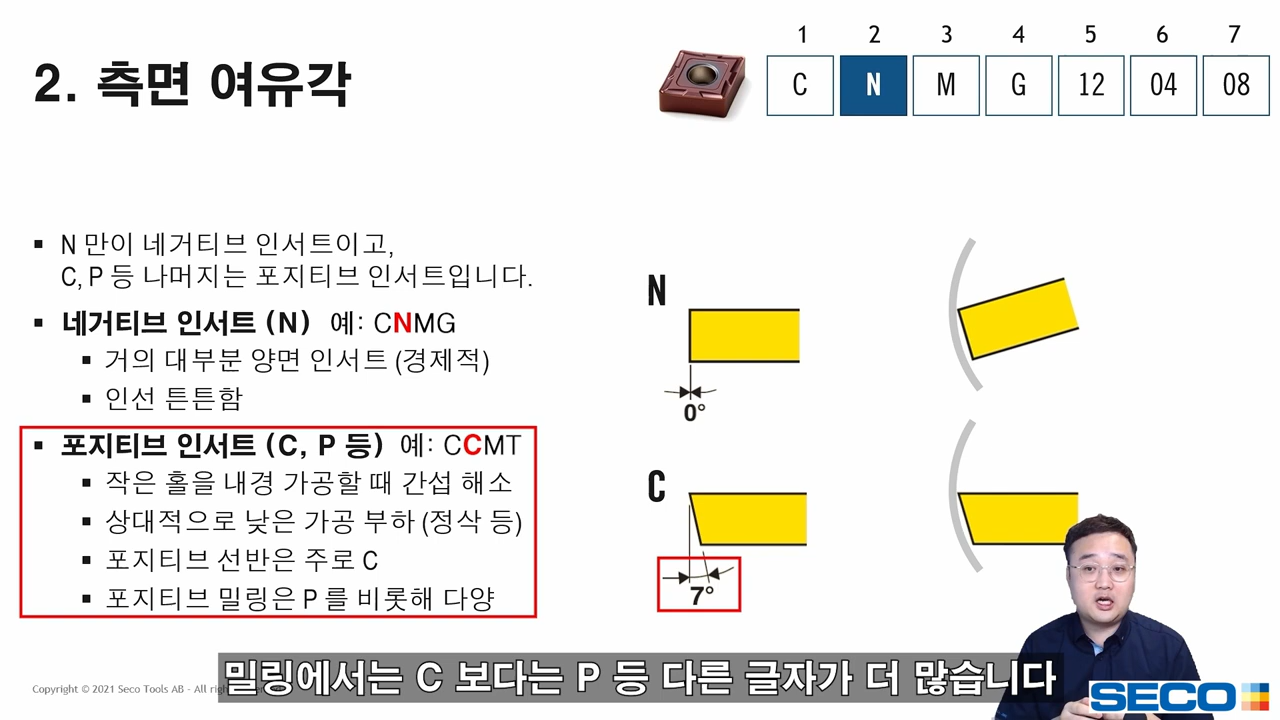 2. 측면 여유각
1 2 3 4 5 6 7
C N M G 12 04 08
▪ N 만이 네거티브 인서트이고,
C, P 등 나머지는 포지티브 인서트입니다.
▪ 네거티브 인서트 (N) 예: CNMG
▪ 거의 대부분 양면 인서트 (경제적)
▪ 인선 튼튼함
▪ 포지티브 인서트 (C, P 등) 예: CCMT
▪ 작은 홀을 내경 가공할 때 간섭 해소
▪ 상대적으로 낮은 가공 부하 (정삭 등)
▪ 포지티브 선반은 주로 C
▪ 포지티브 밀링은 P 를 비롯해 다양
N
0°
C
7°
밀링에서는 C 보다는 P 등 다른 글자가 더 많습니다
Copyright © 2021 Seco Tools AB - All
SECO